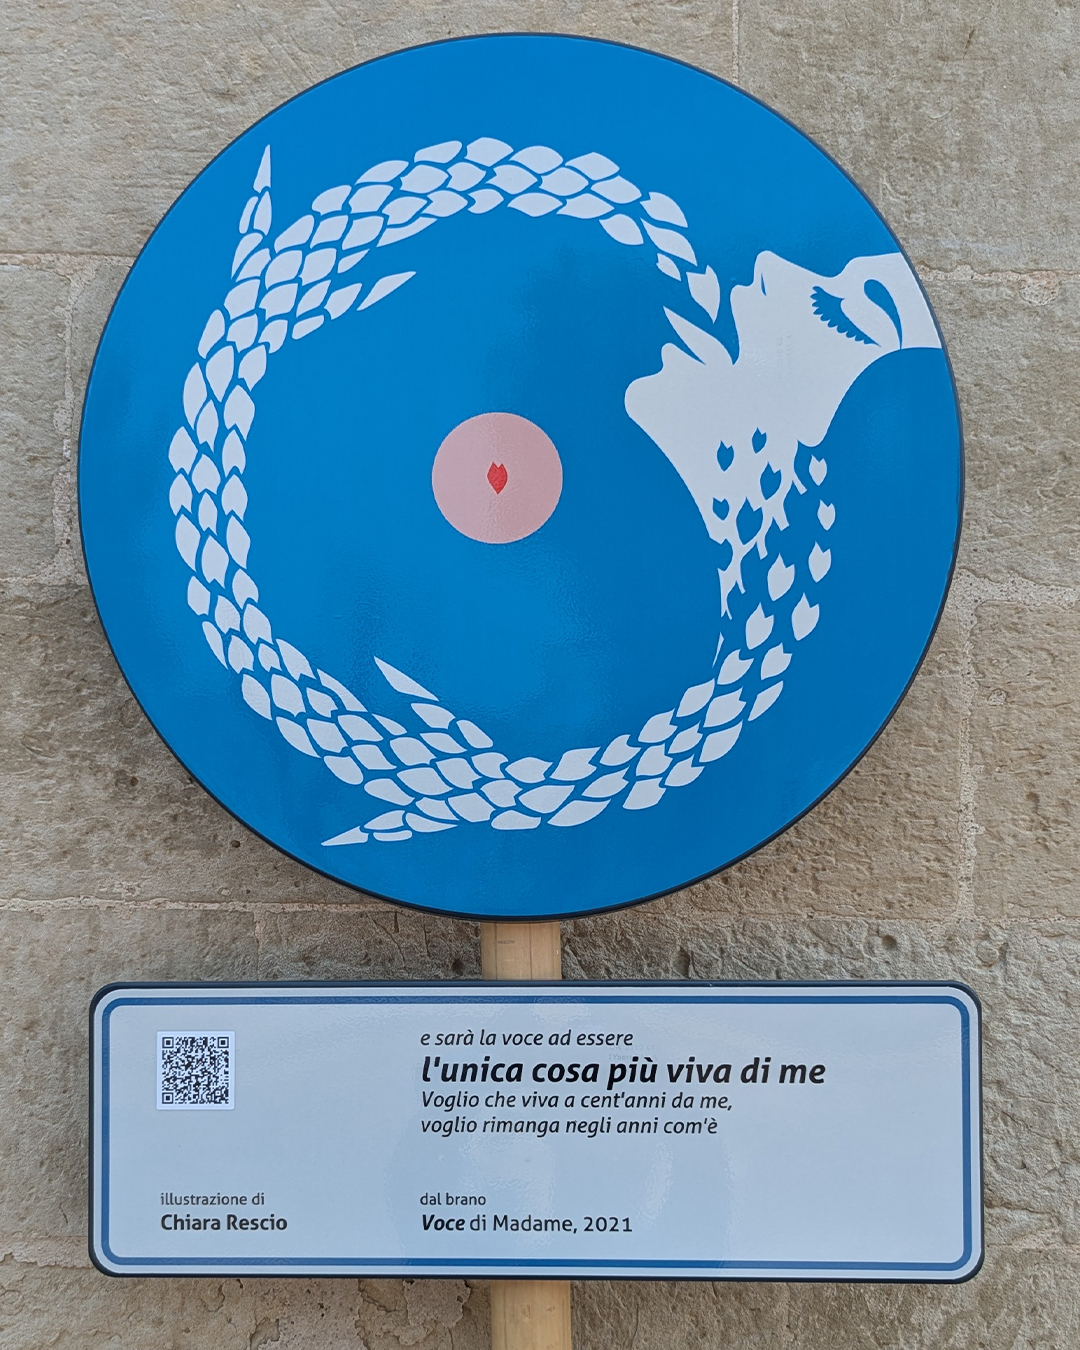 e sarà la voce ad essere
l'unica cosa più viva di me
Voglio che viva a cent'anni da me,
voglio rimanga negli anni com'è
illustrazione di
Chiara Rescio
dal brano
Voce di Madame, 2021